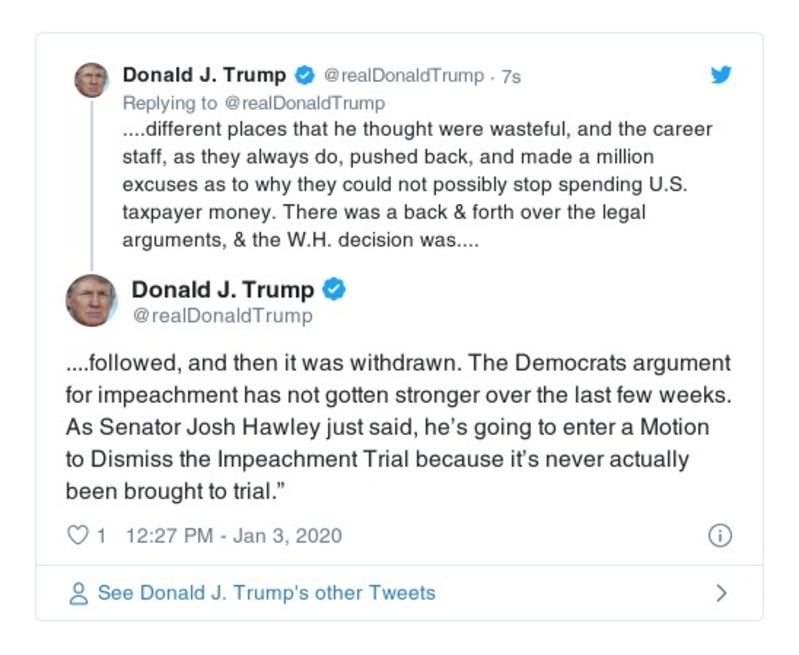 Donald J. Trump @realDonaldTrump · 7s
Replying to @realDonaldTrump
....different places that he thought were wasteful, and the career
staff, as they always do, pushed back, and made a million
excuses as to why they could not possibly stop spending U.S.
taxpayer money. There was a back & forth over the legal
arguments, & the W.H. decision was....
Donald J. Trump
@realDonaldTrump
....followed, and then it was withdrawn. The Democrats argument
for impeachment has not gotten stronger over the last few weeks.
As Senator Josh Hawley just said, he’s going to enter a Motion
to Dismiss the Impeachment Trial because it’s never actually
been brought to trial.”
1 12:27 PM - Jan 3, 2020
See Donald J. Trump's other Tweets